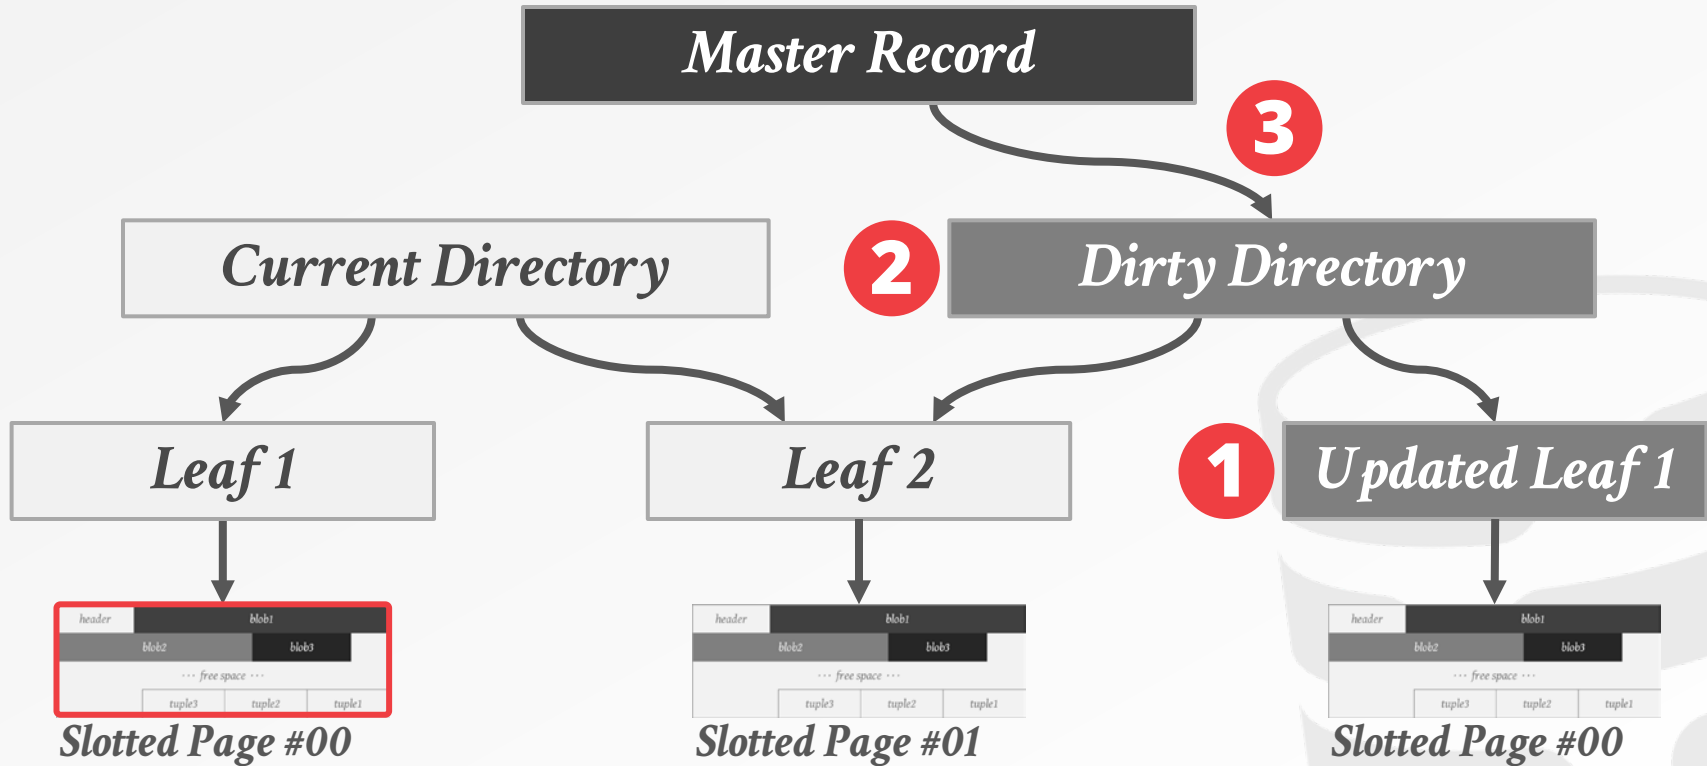 Master Record
3
Current Directory
2
Dirty Directory
Leaf 1
Leaf 2
1
Updated Leaf 1
header
blob1
blob2
blob3
··· free space ···
tuple3
tuple2
tuple1
Slotted Page #00
header
blob1
blob2
blob3
··· free space ···
tuple3
tuple2
tuple1
Slotted Page #01
header
blob1
blob2
blob3
··· free space ···
tuple3
tuple2
tuple1
Slotted Page #00